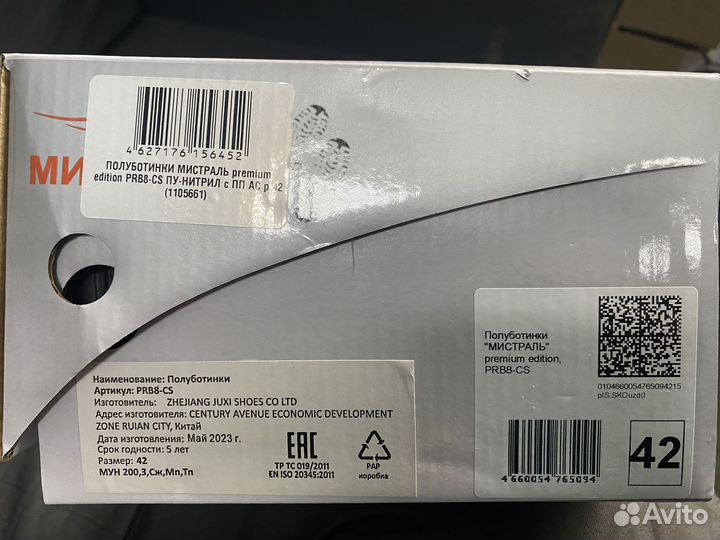 МИ
4 627176 156452
ПОЛУБОТИНКИ МИСТРАЛЬ premium
edition PRB8-CS ПУ-НИТРИЛ с ПП АС р 42
(1105661)
Наименование: Полуботинки
Артикул: PRB8-CS
Изготовитель: ZHEJIANG JUXI SHOES CO LTD
Адрес изготовителя: CENTURY AVENUE ECONOMIC DEVELOPMENT
ZONE RUIAN CITY, Китай
Дата изготовления: Май 2023 г.
Срок годности: 5 лет
Размер: 42
МУН 200,З,Сж,Мп,Тп
EAC
ТР ТС 019/2011
EN ISO 20345:2011
PAP
коробка
Полуботинки
"МИСТРАЛЬ"
premium edition,
PRB8-CS
0104660054765094215
pIS;SKOuzd(I
4 660054 765094
42
Avito